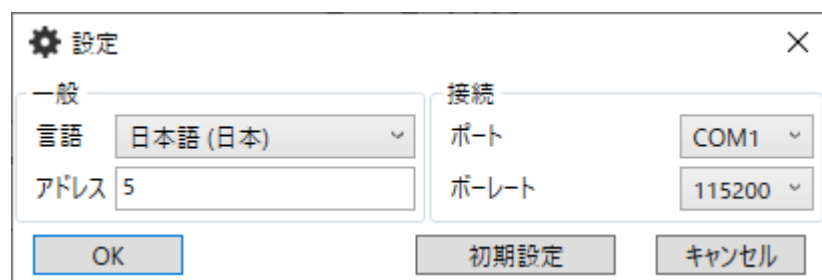 設定
一般
言語 日本語 (日本)
アドレス 5
接続
ポート COM1
ボーレート 115200
OK 初期設定 キャンセル